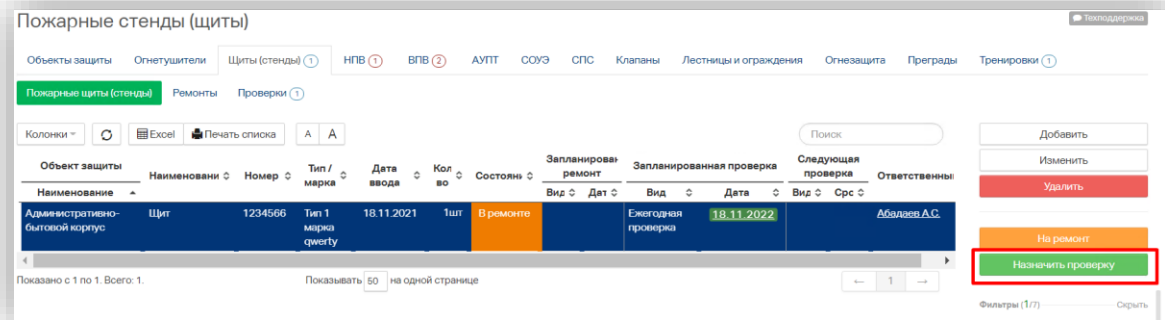 Пожарные стенды (щиты)
Техподдержка
Объекты защиты Огнетушители Щиты (стенды) 1 НПВ 1 ВПВ 2 АУПТ СОУЭ СПС Клапаны Лестницы и ограждения Огнезащита Преграды Тренировки 1
Пожарные щиты (стенды) Ремонты Проверки 1
Колонки Excel Печать списка A A Поиск
Добавить
Изменить
Удалить
На ремонт
Назначить проверку
Фильтры (1/7) Скрыть
Объект защиты Наименовани Номер Тип / марка Дата ввода Кол во Состоянь Запланирован ремонт Запланированная проверка Следующая проверка Ответственны
Наименование Вид Дат Вид Дата Вид Срс
Административно- Щит 1234566 Тип 1 18.11.2021 1шт В ремонте Ежегодная 18.11.2022 Абадаев А.С.
бытовой корпус марка проверка
qwerty
Показано с 1 по 1. Всего: 1. Показывать 50 на одной странице ← 1 →